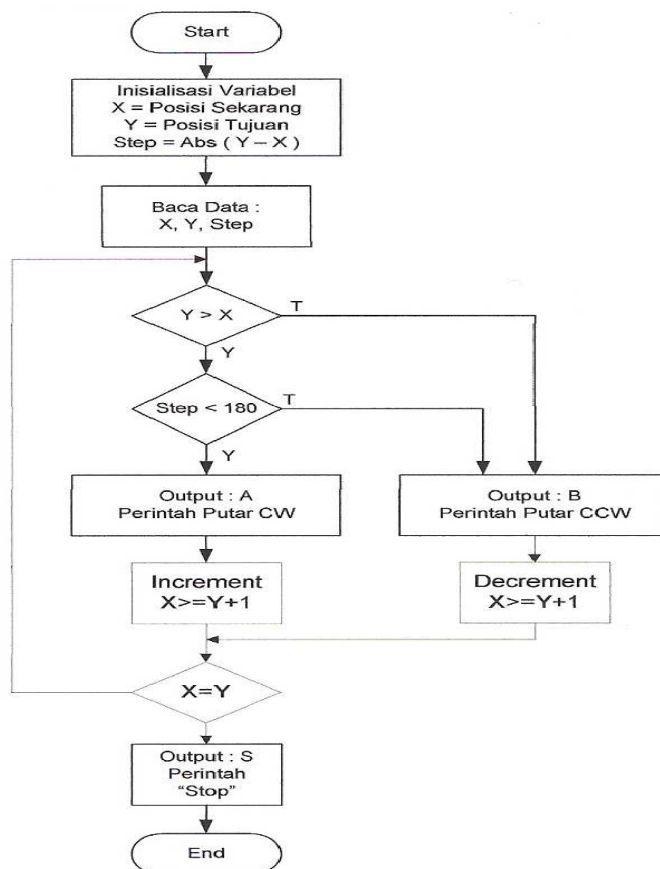 Start
Inisialisasi Variabel
X = Posisi Sekarang
Y = Posisi Tujuan
Step = Abs ( Y – X )
Baca Data :
X, Y, Step
Y > X
T
Y
Step < 180
T
Y
Output : A
Perintah Putar CW
Output : B
Perintah Putar CCW
Increment
X>=Y+1
Decrement
X>=Y+1
X=Y
Output : S
Perintah
“Stop”
End